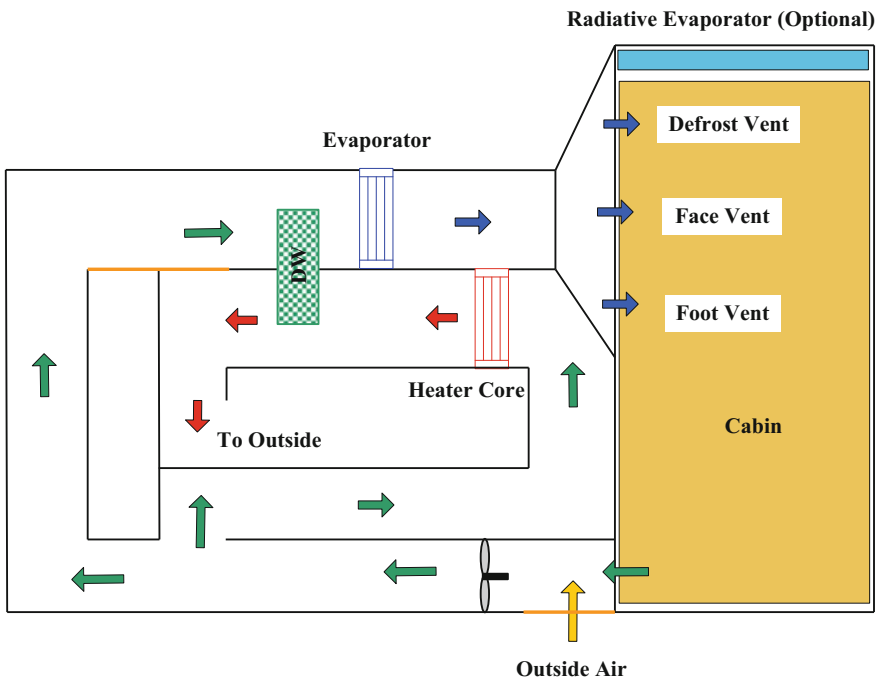 Radiative Evaporator (Optional)
Defrost Vent
Evaporator
Face Vent
DW
Foot Vent
Heater Core
Cabin
To Outside
Outside Air